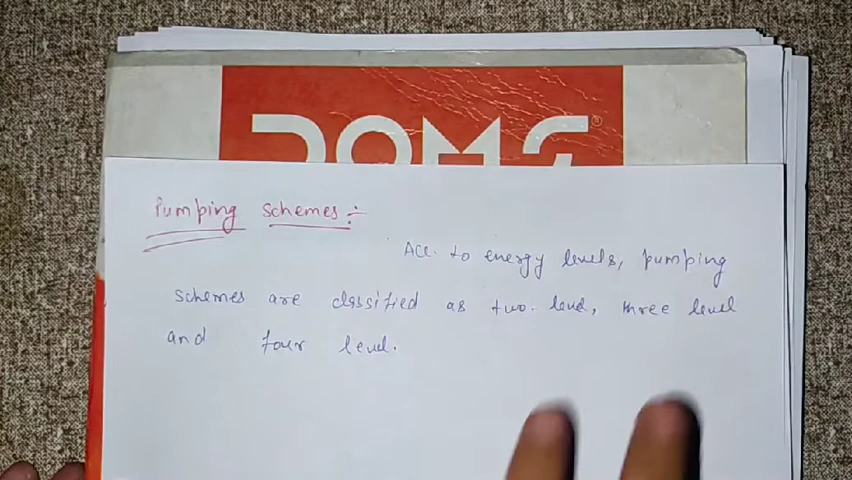 DOMS®
Pumping Schemes :-
Acc. to energy levels, pumping
schemes are classified as two-level, three level
and four level.